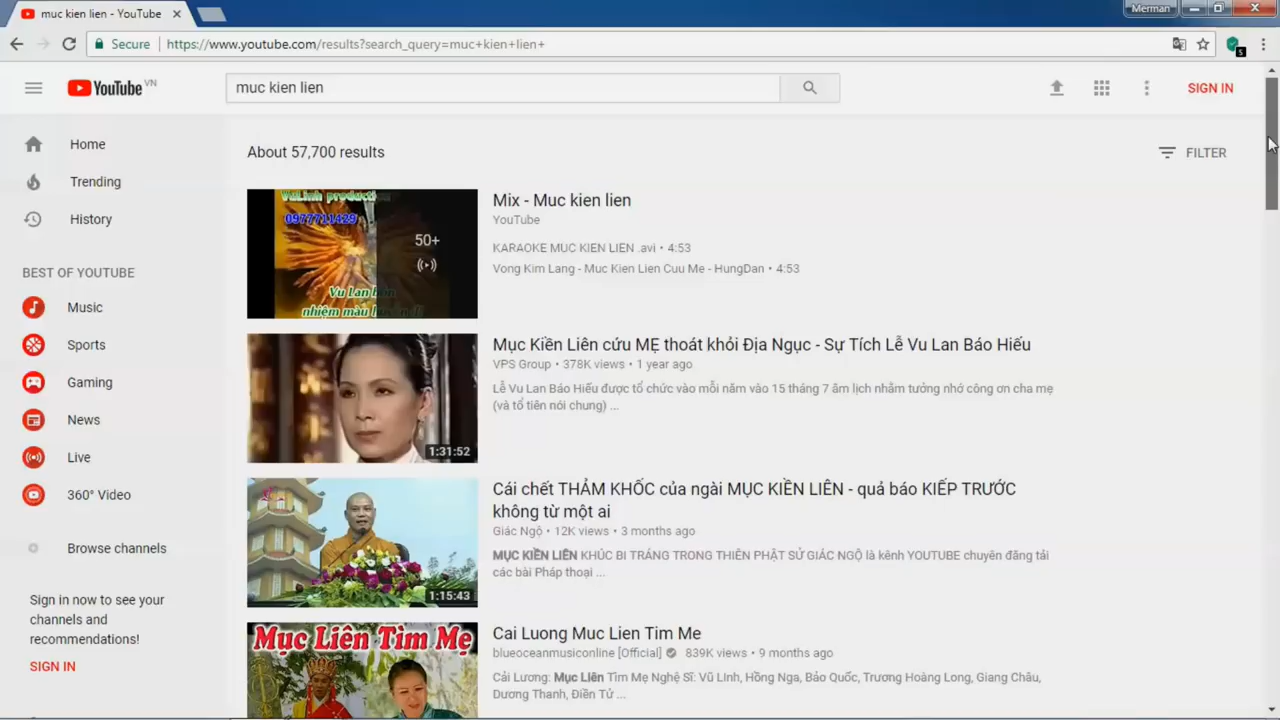 muc kien lien - YouTube
Merman
Secure
https://www.youtube.com/results?search_query=muc+kien+lien+
YouTube VN
muc kien lien
SIGN IN
Home
Trending
History
BEST OF YOUTUBE
Music
Sports
Gaming
News
Live
360° Video
Browse channels
Sign in now to see your
channels and
recommendations!
SIGN IN
About 57,700 results
FILTER
VuLinh production
0977711429
50+
Vu Lan
nhiệm mầu
Mix - Muc kien lien
YouTube
KARAOKE MUC KIEN LIEN .avi • 4:53
Vong Kim Lang - Muc Kien Lien Cuu Me - HungDan • 4:53
1:31:52
Mục Kiền Liên cứu MẸ thoát khỏi Địa Ngục - Sự Tích Lễ Vu Lan Báo Hiếu
VPS Group • 378K views • 1 year ago
Lễ Vu Lan Báo Hiếu được tổ chức vào mỗi năm vào 15 tháng 7 âm lịch nhằm tưởng nhớ công ơn cha mẹ
(và tổ tiên nói chung) ...
1:15:43
Cái chết THẢM KHỐC của ngài MỤC KIỀN LIÊN - quả báo KIẾP TRƯỚC
không từ một ai
Giác Ngộ • 12K views • 3 months ago
MỤC KIỀN LIÊN KHÚC BI TRÁNG TRONG THIÊN PHẬT SỬ GIÁC NGỘ là kênh YOUTUBE chuyên đăng tải
các bài Pháp thoại ...
Mục Liên Tìm Mẹ
Cai Luong Muc Lien Tim Me
blueoceanmusiconline [Official] 839K views • 9 months ago
Cải Lương: Mục Liên Tìm Mẹ Nghệ Sĩ: Vũ LInh, Hồng Nga, Bảo Quốc, Trương Hoàng Long, Giang Châu,
Dương Thanh, Điền Tử ...